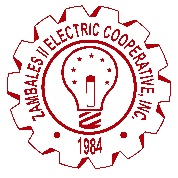 ZAMBALES II ELECTRIC COOPERATIVE, INC.
1984